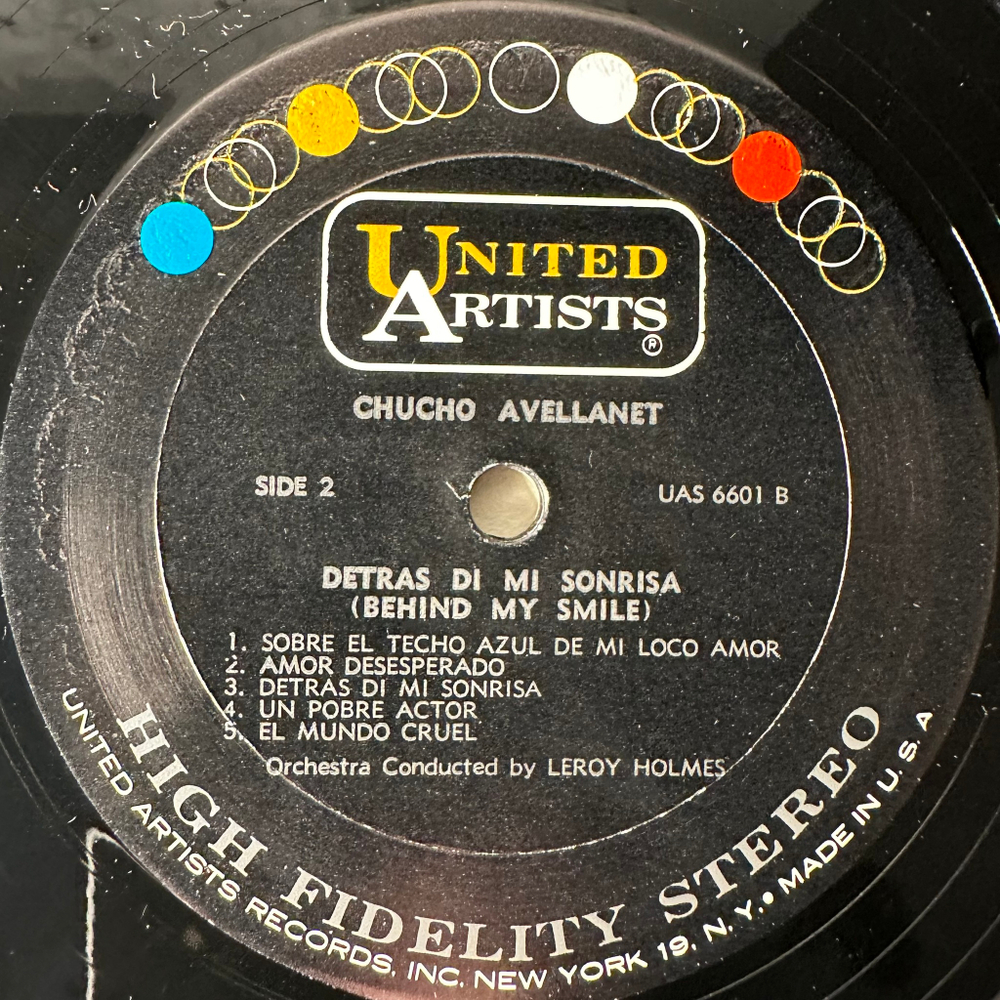 UNITED
ARTISTS
®
CHUCHO AVELLANET
SIDE 2
UAS 6601 B
DETRAS DI MI SONRISA
(BEHIND MY SMILE)
1. SOBRE EL TECHO AZUL DE MI LOCO AMOR
2. AMOR DESESPERADO
3. DETRAS DI MI SONRISA
4. UN POBRE ACTOR
5. EL MUNDO CRUEL
Orchestra Conducted by LEROY HOLMES
HIGH FIDELITY STEREO
UNITED ARTISTS RECORDS, INC. NEW YORK 19, N. Y. • MADE IN U. S. A